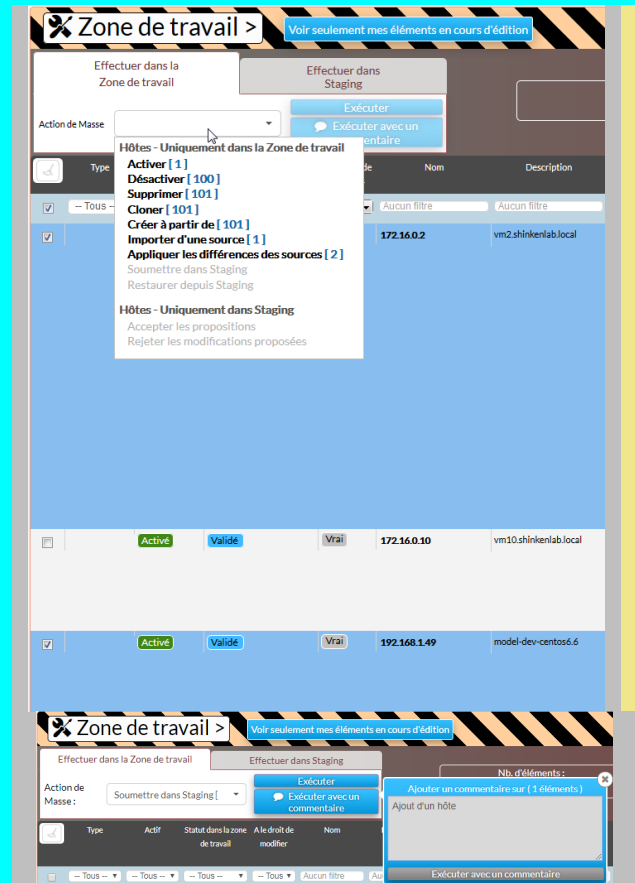 Zone de travail >
Voir seulement mes éléments en cours d'édition
Effectuer dans la
Zone de travail
Effectuer dans
Staging
Action de Masse
Exécuter
Exécuter avec un
Type
Nom
Description
Hôtes - Uniquement dans la Zone de travail
Activer [ 1 ]
Désactiver [ 100 ]
Supprimer [ 101 ]
Cloner [ 101 ]
Créer à partir de [ 101 ]
Importer d'une source [ 1 ]
Appliquer les différences des sources [ 2 ]
Soumettre dans Staging
Restaurer depuis Staging
Hôtes - Uniquement dans Staging
Accepter les propositions
Rejeter les modifications proposées
-- Tous --
Aucun filtre
Aucun filtre
172.16.0.2
vm2.shinkenlab.local
Activé
Validé
Vrai
172.16.0.10
vm10.shinkenlab.local
Activé
Validé
Vrai
192.168.1.49
model-dev-centos6.6
Zone de travail >
Voir seulement mes éléments en cours d'édition
Effectuer dans la Zone de travail
Effectuer dans Staging
Nb. d'éléments :
Action de
Masse :
Soumettre dans Staging [
Exécuter
Exécuter avec un
commentaire
Ajouter un commentaire sur ( 1 éléments )
Ajout d'un hôte
Exécuter avec un commentaire
Type
Actif
Statut dans la zone
de travail
A le droit de
modifier
Nom
-- Tous --
-- Tous --
-- Tous --
-- Tous
Aucun filtre